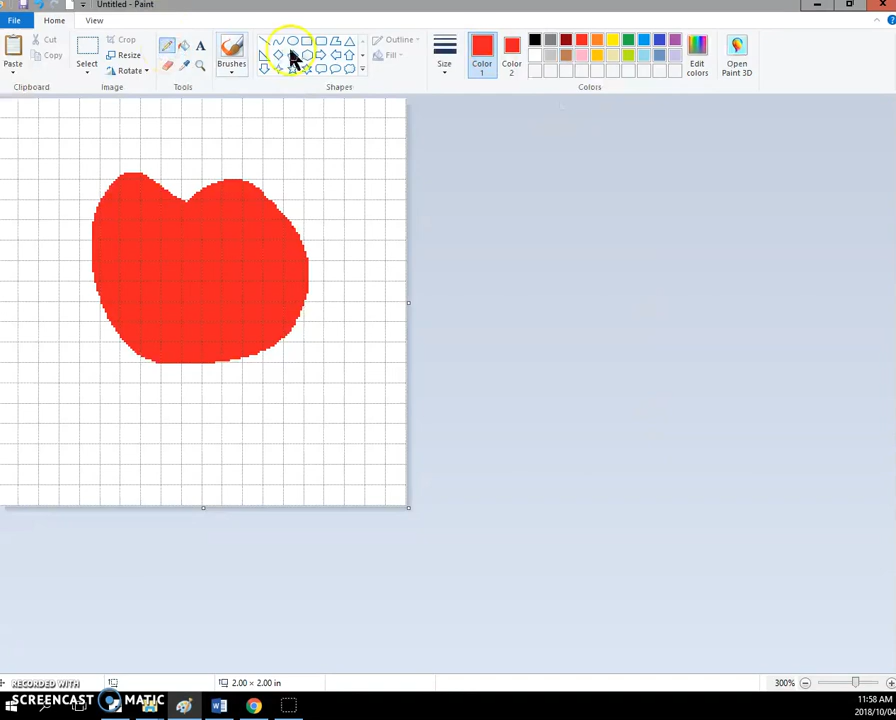 Untitled - Paint
File
Home
View
Paste
Cut
Copy
Clipboard
Select
Crop
Resize
Rotate
Image
A
Tools
Brushes
Outline
Fill
Shapes
Size
Color 1
Color 2
Edit colors
Open Paint 3D
Colors
2.00 × 2.00 in
300%
RECORDED WITH
SCREENCAST MATIC
11:58 AM
2018/10/04